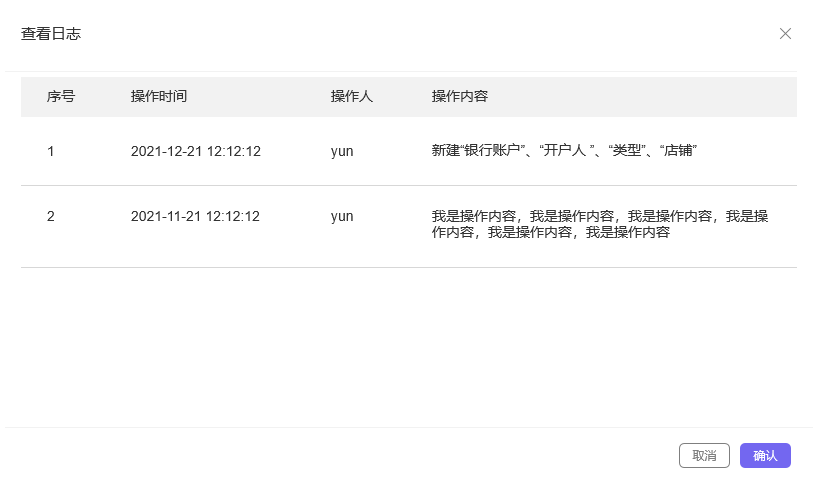 查看日志
序号 操作时间 操作人 操作内容
1 2021-12-21 12:12:12 yun 新建“银行账户”、“开户人 ”、“类型”、“店铺”
2 2021-11-21 12:12:12 yun 我是操作内容，我是操作内容，我是操作内容，我是操
作内容，我是操作内容，我是操作内容
取消 确认